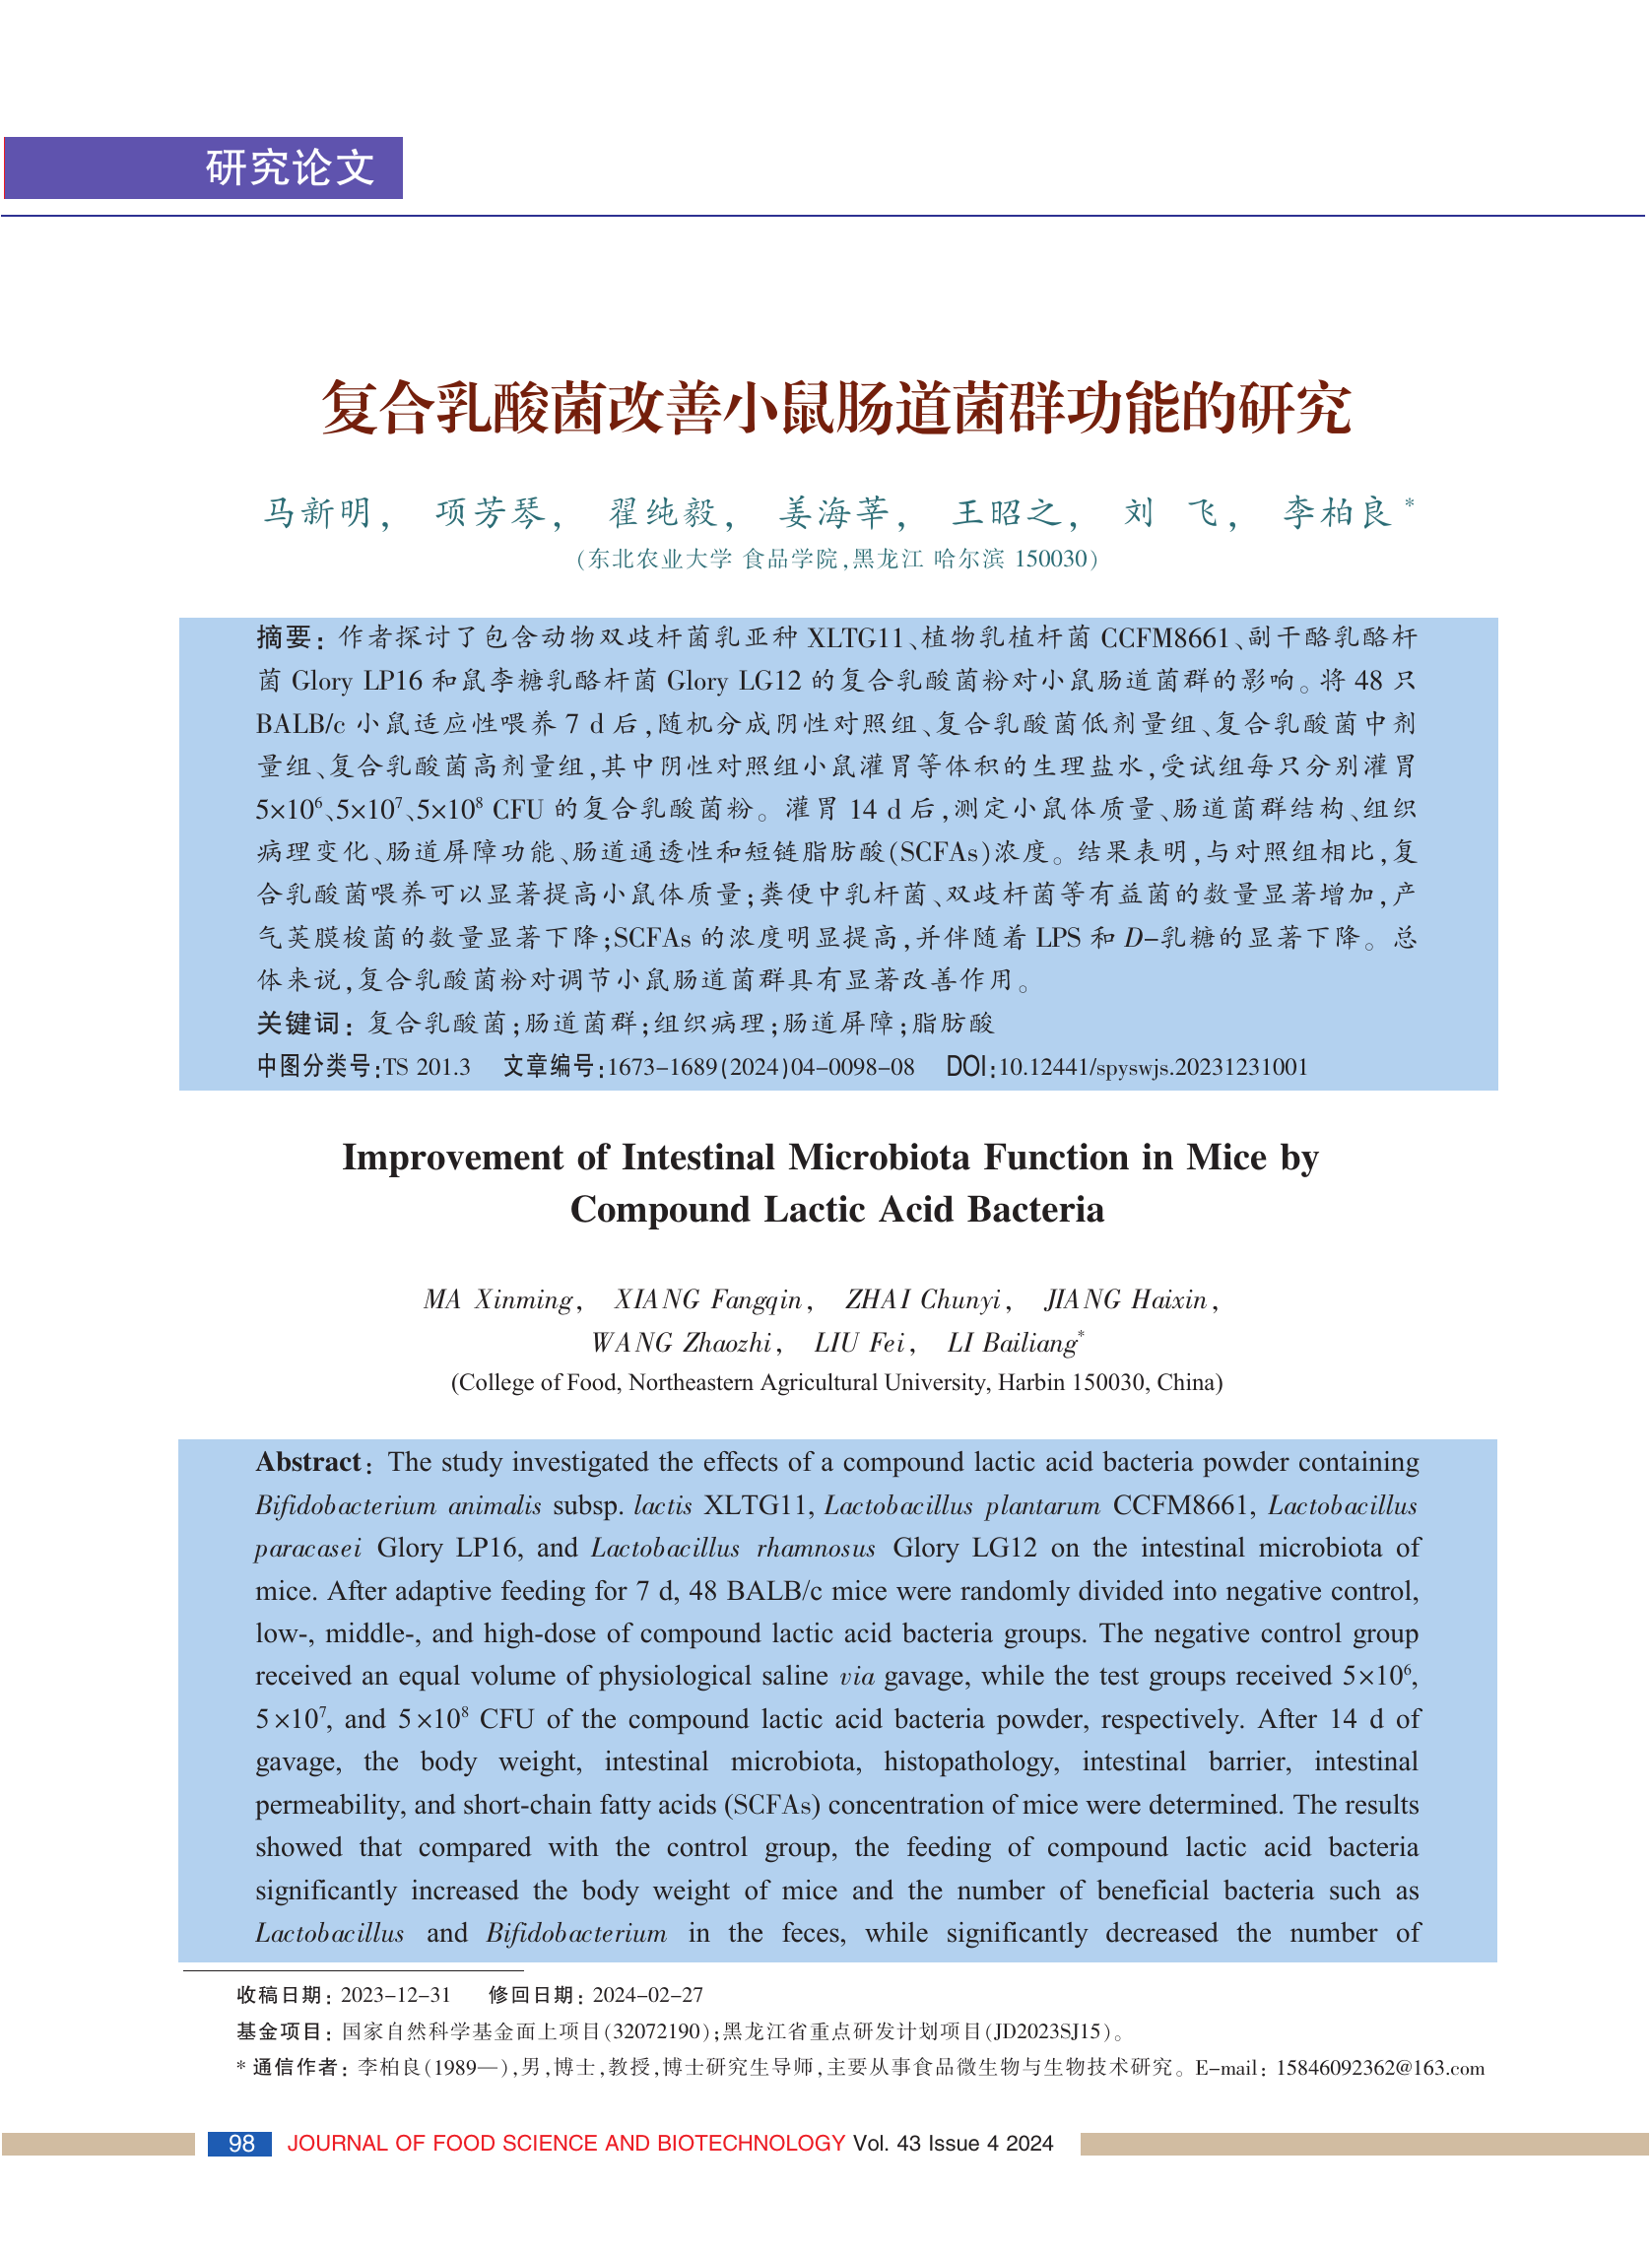 研究论文
复合乳酸菌改善小鼠肠道菌群功能的研究
马新明， 项芳琴， 翟纯毅， 姜海莘， 王昭之， 刘 飞， 李柏良*
(东北农业大学 食品学院,黑龙江 哈尔滨 150030)
摘要: 作者探讨了包含动物双歧杆菌乳亚种 XLTG11、植物乳植杆菌 CCFM8661、副干酪乳酪杆
菌 Glory LP16 和鼠李糖乳酪杆菌 Glory LG12 的复合乳酸菌粉对小鼠肠道菌群的影响。将 48 只
BALB/c 小鼠适应性喂养 7 d 后,随机分成阴性对照组、复合乳酸菌低剂量组、复合乳酸菌中剂
量组、复合乳酸菌高剂量组,其中阴性对照组小鼠灌胃等体积的生理盐水,受试组每只分别灌胃
5×10⁶、5×10⁷、5×10⁸ CFU 的复合乳酸菌粉。灌胃 14 d 后,测定小鼠体质量、肠道菌群结构、组织
病理变化、肠道屏障功能、肠道通透性和短链脂肪酸(SCFAs)浓度。结果表明,与对照组相比,复
合乳酸菌喂养可以显著提高小鼠体质量;粪便中乳杆菌、双歧杆菌等有益菌的数量显著增加,产
气荚膜梭菌的数量显著下降;SCFAs 的浓度明显提高,并伴随着 LPS 和 D-乳糖的显著下降。总
体来说,复合乳酸菌粉对调节小鼠肠道菌群具有显著改善作用。
关键词: 复合乳酸菌;肠道菌群;组织病理;肠道屏障;脂肪酸
中图分类号:TS 201.3 文章编号:1673-1689(2024)04-0098-08 DOI:10.12441/spyswjs.20231231001
Improvement of Intestinal Microbiota Function in Mice by
Compound Lactic Acid Bacteria
MA Xinming, XIANG Fangqin, ZHAI Chunyi, JIANG Haixin,
WANG Zhaozhi, LIU Fei, LI Bailiang*
(College of Food, Northeastern Agricultural University, Harbin 150030, China)
Abstract: The study investigated the effects of a compound lactic acid bacteria powder containing
Bifidobacterium animalis subsp. lactis XLTG11, Lactobacillus plantarum CCFM8661, Lactobacillus
paracasei Glory LP16, and Lactobacillus rhamnosus Glory LG12 on the intestinal microbiota of
mice. After adaptive feeding for 7 d, 48 BALB/c mice were randomly divided into negative control,
low-, middle-, and high-dose of compound lactic acid bacteria groups. The negative control group
received an equal volume of physiological saline via gavage, while the test groups received 5×10⁶,
5×10⁷, and 5×10⁸ CFU of the compound lactic acid bacteria powder, respectively. After 14 d of
gavage, the body weight, intestinal microbiota, histopathology, intestinal barrier, intestinal
permeability, and short-chain fatty acids (SCFAs) concentration of mice were determined. The results
showed that compared with the control group, the feeding of compound lactic acid bacteria
significantly increased the body weight of mice and the number of beneficial bacteria such as
Lactobacillus and Bifidobacterium in the feces, while significantly decreased the number of
收稿日期: 2023-12-31 修回日期: 2024-02-27
基金项目: 国家自然科学基金面上项目(32072190);黑龙江省重点研发计划项目(JD2023SJ15)。
* 通信作者: 李柏良(1989—),男,博士,教授,博士研究生导师,主要从事食品微生物与生物技术研究。E-mail: 15846092362@163.com
98 JOURNAL OF FOOD SCIENCE AND BIOTECHNOLOGY Vol. 43 Issue 4 2024